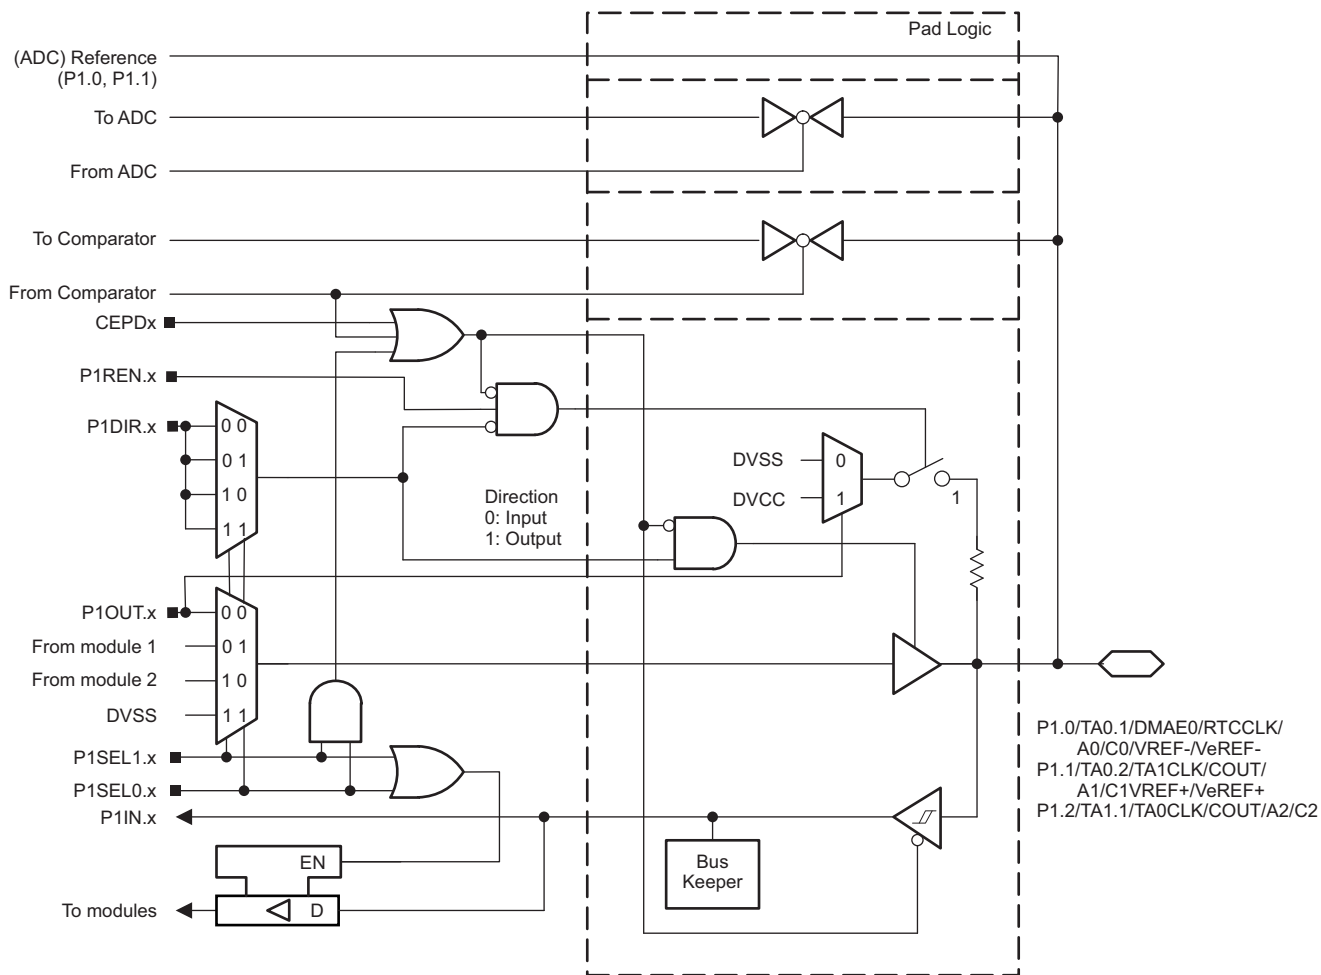 Pad Logic
(ADC) Reference
(P1.0, P1.1)
To ADC
From ADC
To Comparator
From Comparator
CEPDx
P1REN.x
P1DIR.x
0 0
0 1
1 0
1 1
Direction
0: Input
1: Output
DVSS
DVCC
0
1
1
P1OUT.x
From module 1
From module 2
DVSS
0 0
0 1
1 0
1 1
P1SEL1.x
P1SEL0.x
P1IN.x
EN
D
To modules
Bus
Keeper
P1.0/TA0.1/DMAE0/RTCCLK/
A0/C0/VREF-/VeREF-
P1.1/TA0.2/TA1CLK/COUT/
A1/C1VREF+/VeREF+
P1.2/TA1.1/TA0CLK/COUT/A2/C2